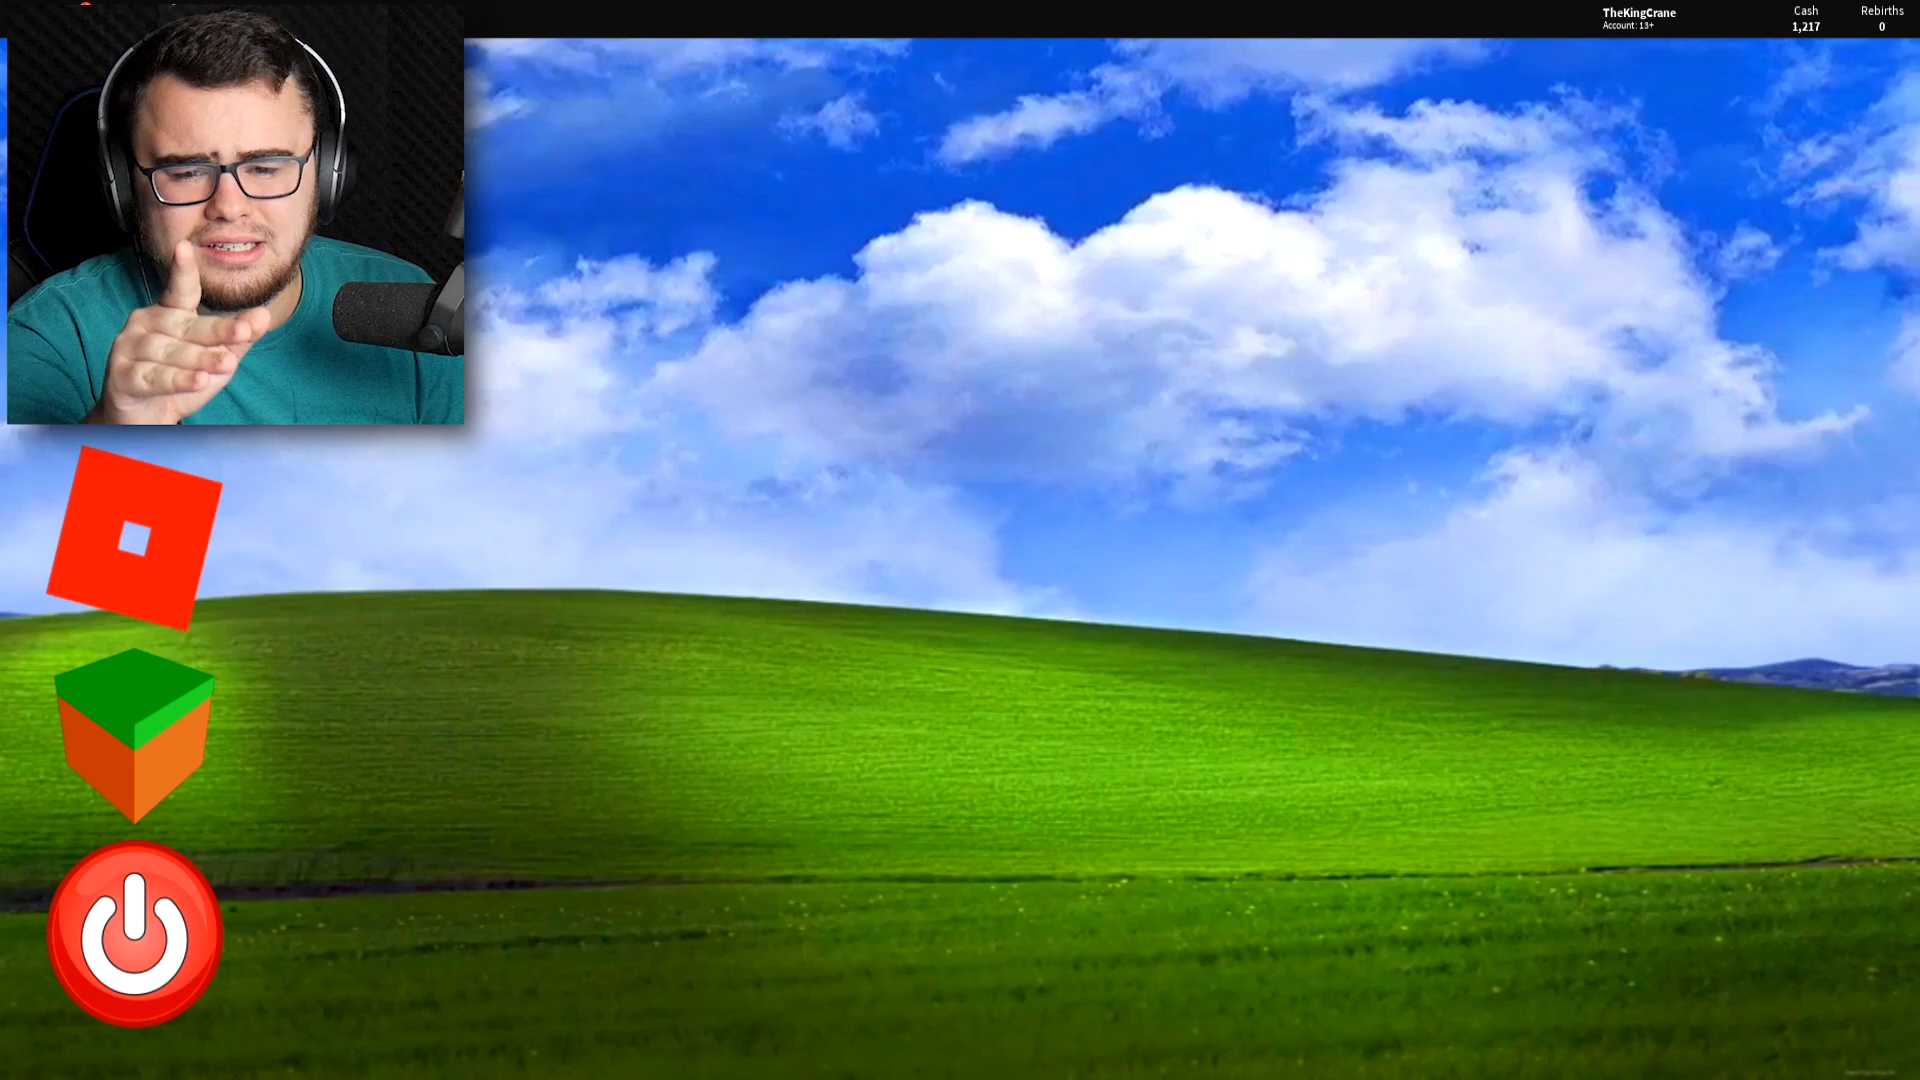 TheKingCrane
Account: 13+
Cash
1,217
Rebirths
0